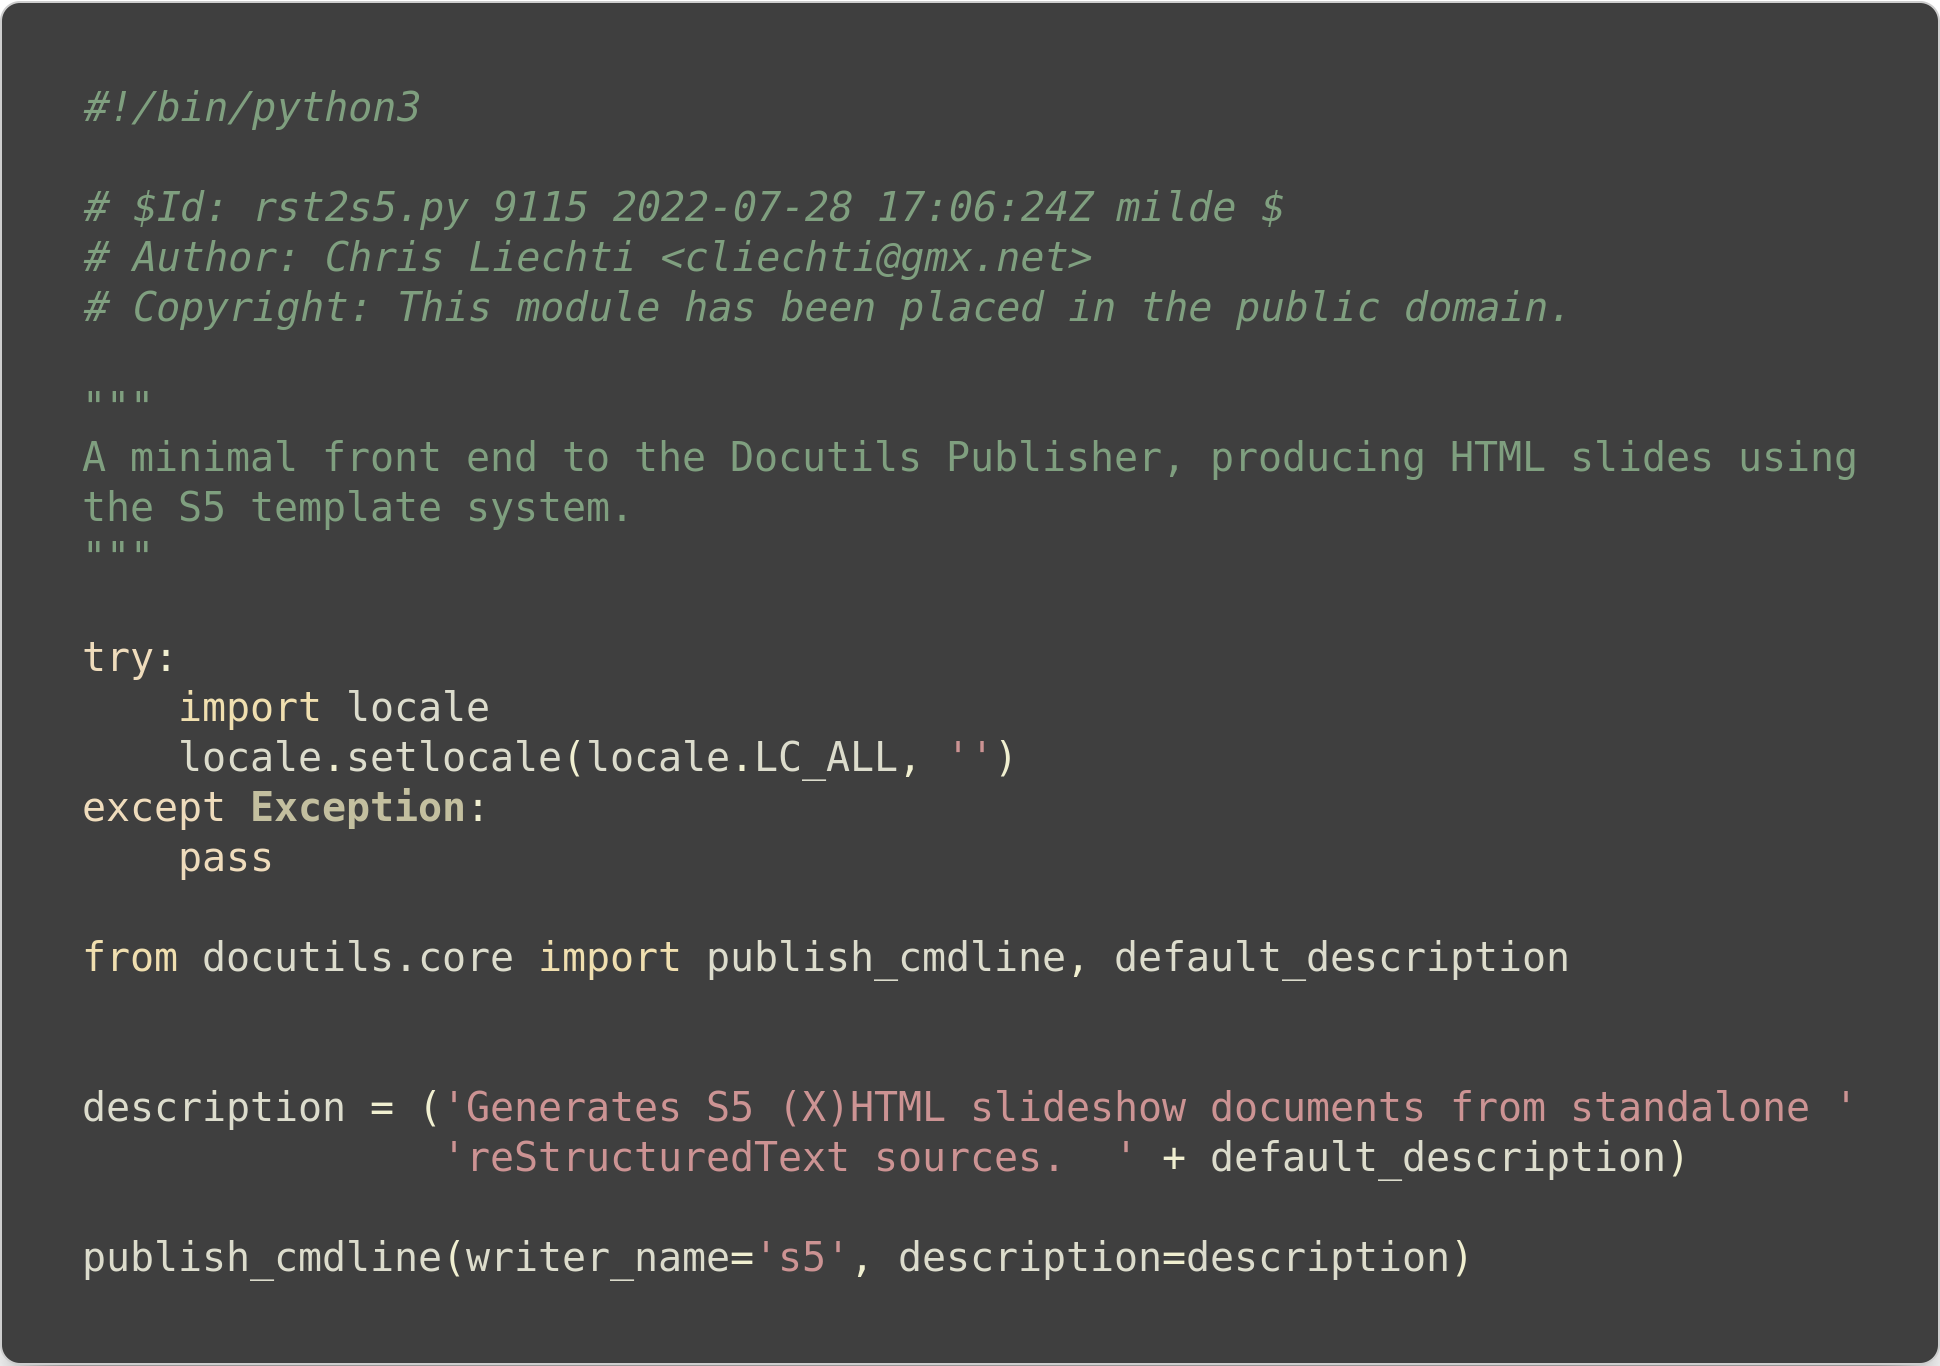 #!/bin/python3

# $Id: rst2s5.py 9115 2022-07-28 17:06:24Z milde $
# Author: Chris Liechti <cliechti@gmx.net>
# Copyright: This module has been placed in the public domain.

"""
A minimal front end to the Docutils Publisher, producing HTML slides using
the S5 template system.
"""

try:
    import locale
    locale.setlocale(locale.LC_ALL, '')
except Exception:
    pass

from docutils.core import publish_cmdline, default_description


description = ('Generates S5 (X)HTML slideshow documents from standalone '
               'reStructuredText sources.  ' + default_description)

publish_cmdline(writer_name='s5', description=description)